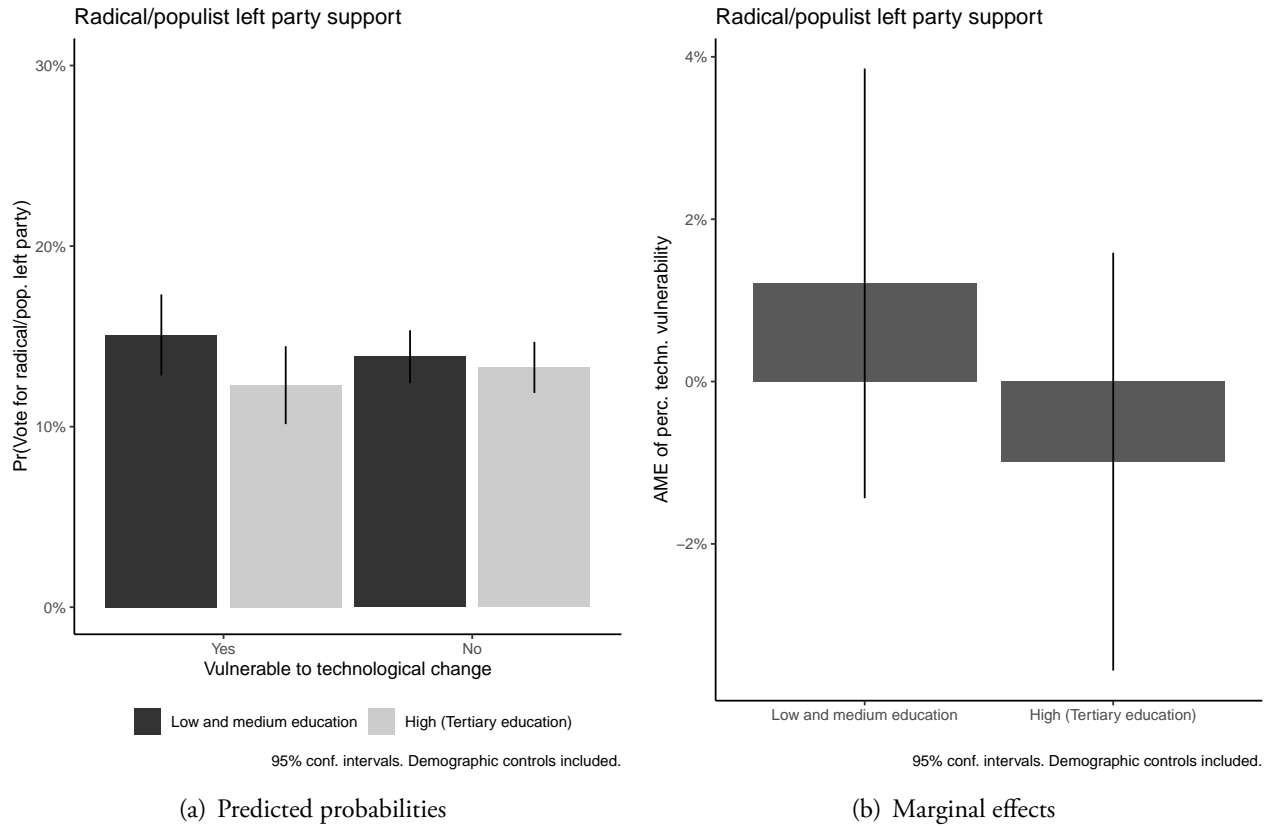 Radical/populist left party support
30%
20%
10%
0%
Pr(Vote for radical/pop. left party)
Yes
No
Vulnerable to technological change
Low and medium education
High (Tertiary education)
95% conf. intervals. Demographic controls included.
(a) Predicted probabilities
Radical/populist left party support
4%
2%
0%
−2%
AME of perc. techn. vulnerability
Low and medium education
High (Tertiary education)
95% conf. intervals. Demographic controls included.
(b) Marginal effects